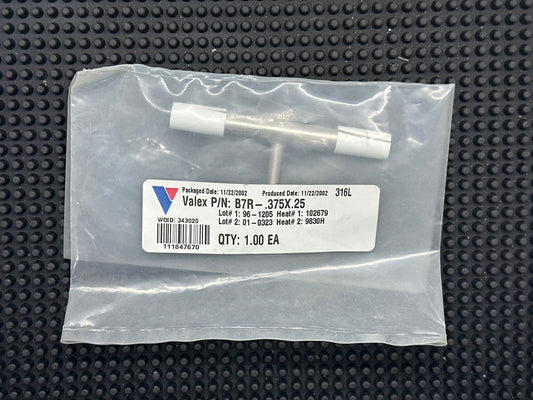 Packaged Date: 11/22/2002 Produced Date: 11/22/2002 316L
Valex P/N: B7R-.375X.25
Lot# 1: 96-1205 Heat# 1: 102679
Lot# 2: 01-0323 Heat# 2: 9830H
WOID: 343020
QTY: 1.00 EA
111647670